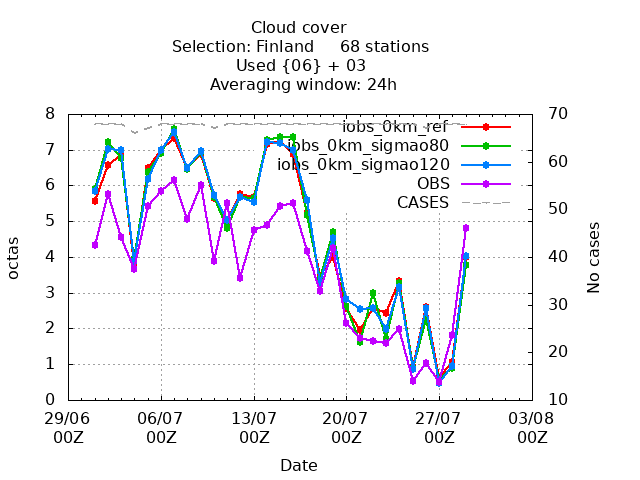 Cloud cover
Selection: Finland     68 stations
Used {06} + 03
Averaging window: 24h
8
7
6
5
4
3
2
1
0
octas
70
60
50
40
30
20
10
No cases
iobs_0km_ref
iobs_0km_sigmao80
iobs_0km_sigmao120
OBS
CASES
29/06 06/07 13/07 20/07 27/07 03/08
00Z 00Z 00Z 00Z 00Z 00Z
Date